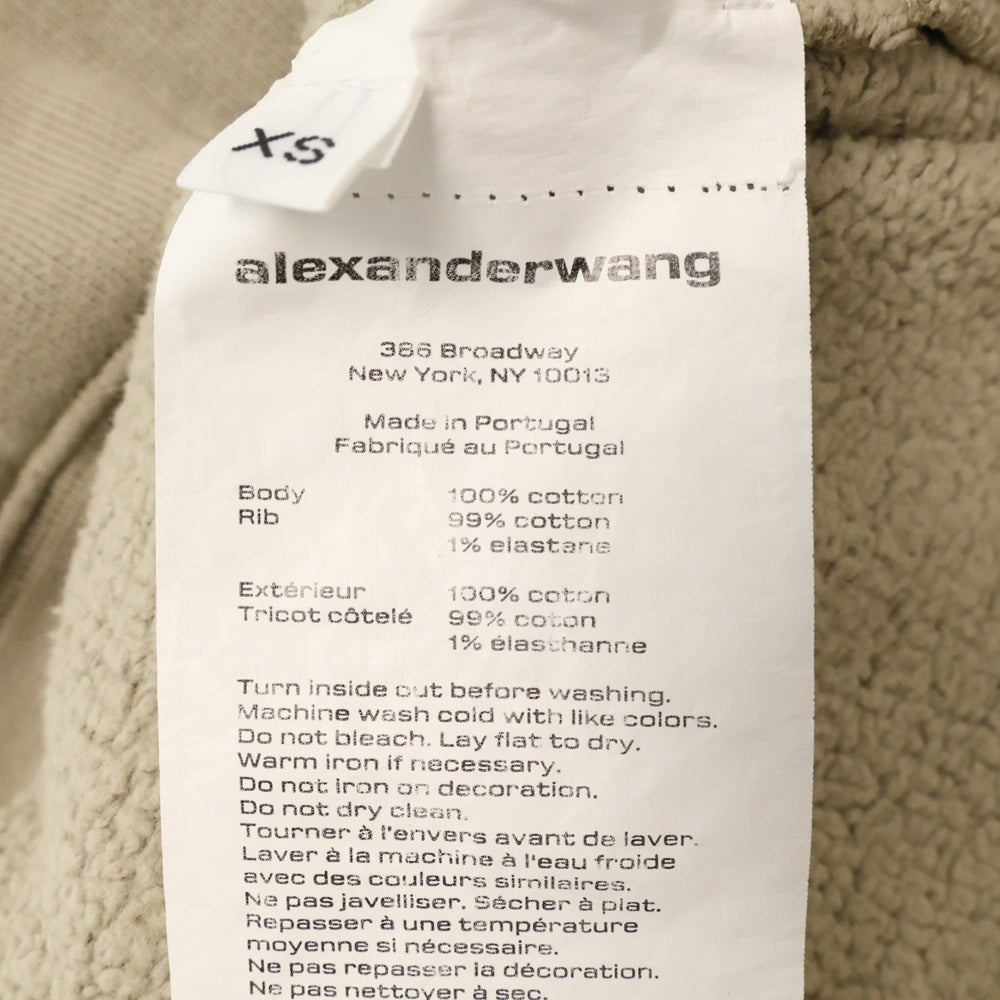 XS
alexanderwang
386 Broadway
New York, NY 10013
Made in Portugal
Fabriqué au Portugal
Body 100% cotton
Rib 99% cotton
1% elastane
Extérieur 100% coton
Tricot côtelé 99% coton
1% élasthanne
Turn inside out before washing.
Machine wash cold with like colors.
Do not bleach. Lay flat to dry.
Warm iron if necessary.
Do not iron on decoration.
Do not dry clean.
Tourner à l'envers avant de laver.
Laver à la machine à l'eau froide
avec des couleurs similaires.
Ne pas javelliser. Sécher à plat.
Repasser à une température
moyenne si nécessaire.
Ne pas repasser la décoration.
Ne pas nettoyer à sec.